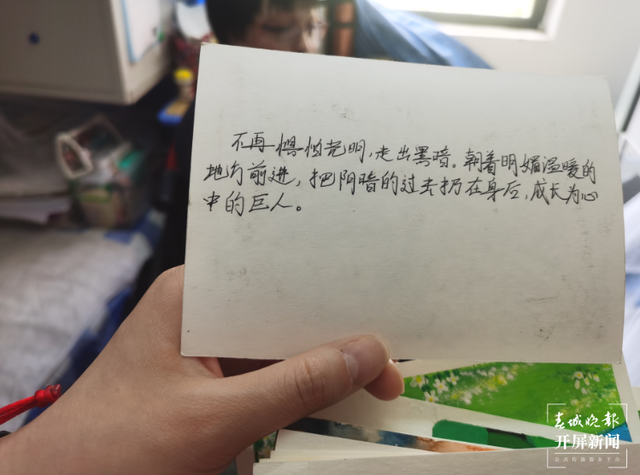 不再惧怕光明,走出黑暗。朝着明媚温暖的
地方前进,把阴暗的过去扔在身后,成长为心
中的巨人。
春城晚报
开屏新闻